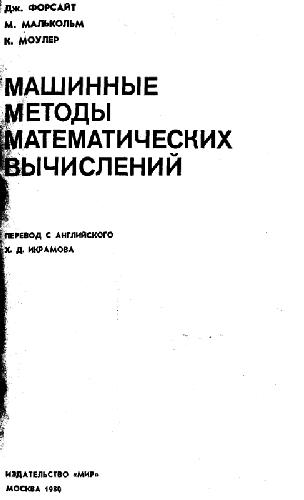 Дж. ФОРСАЙТ
М. МАЛЬКОЛЬМ
К. МОУЛЕР
МАШИННЫЕ
МЕТОДЫ
МАТЕМАТИЧЕСКИХ
ВЫЧИСЛЕНИЙ
ПЕРЕВОД С АНГЛИЙСКОГО
Х. Д. ИКРАМОВА
ИЗДАТЕЛЬСТВО «МИР»
МОСКВА 1980